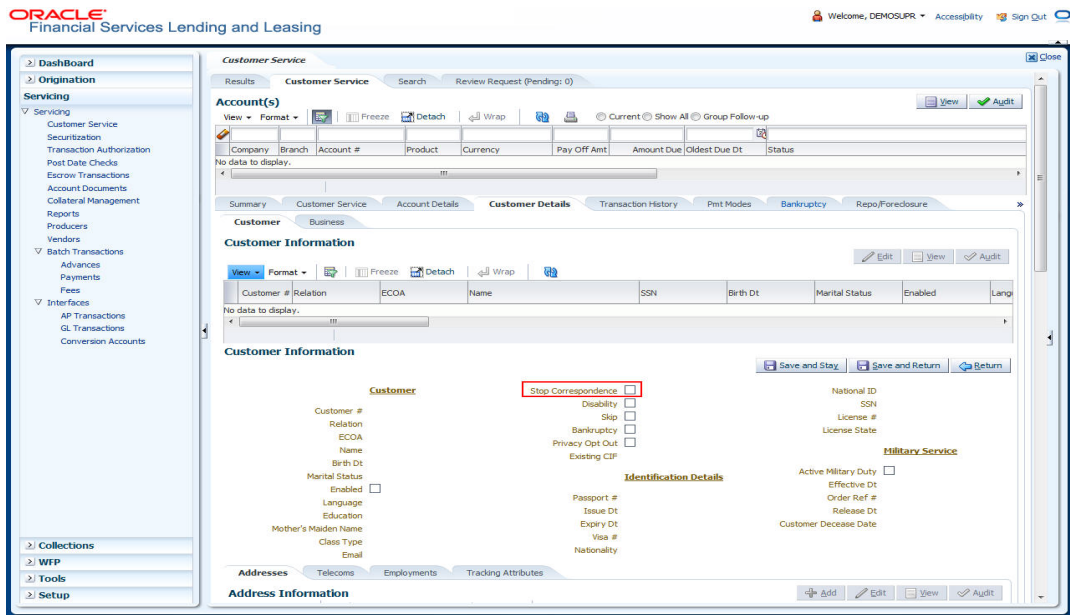 ORACLE
Financial Services Lending and Leasing
Welcome, DEMOSUPR Accessibility Sign Out
Close
DashBoard
Origination
Servicing
Servicing
Customer Service
Securitization
Transaction Authorization
Post Date Checks
Escrow Transactions
Account Documents
Collateral Management
Reports
Producers
Vendors
Batch Transactions
Advances
Payments
Fees
Interfaces
AP Transactions
GL Transactions
Conversion Accounts
Collections
WFP
Tools
Setup
Customer Service
Results Customer Service Search Review Request (Pending: 0)
Account(s)
View Audit
View Format Freeze Detach Wrap Current Show All Group Follow-up
Company Branch Account # Product Currency Pay Off Amt Amount Due Oldest Due Dt Status
No data to display.
Summary Customer Service Account Details Customer Details Transaction History Pmt Modes Bankruptcy Repo/Foreclosure »
Customer Business
Customer Information
Edit View Audit
View Format Freeze Detach Wrap
Customer # Relation ECOA Name SSN Birth Dt Marital Status Enabled Lang
No data to display.
Customer Information
Save and Stay Save and Return Return
Customer
Customer #
Relation
ECOA
Name
Birth Dt
Marital Status
Enabled
Language
Education
Mother's Maiden Name
Class Type
Email
Stop Correspondence
Disability
Skip
Bankruptcy
Privacy Opt Out
Existing CIF
Identification Details
Passport #
Issue Dt
Expiry Dt
Visa #
Nationality
National ID
SSN
License #
License State
Military Service
Active Military Duty
Effective Dt
Order Ref #
Release Dt
Customer Decease Date
Addresses Telecoms Employments Tracking Attributes
Address Information
Add Edit View Audit